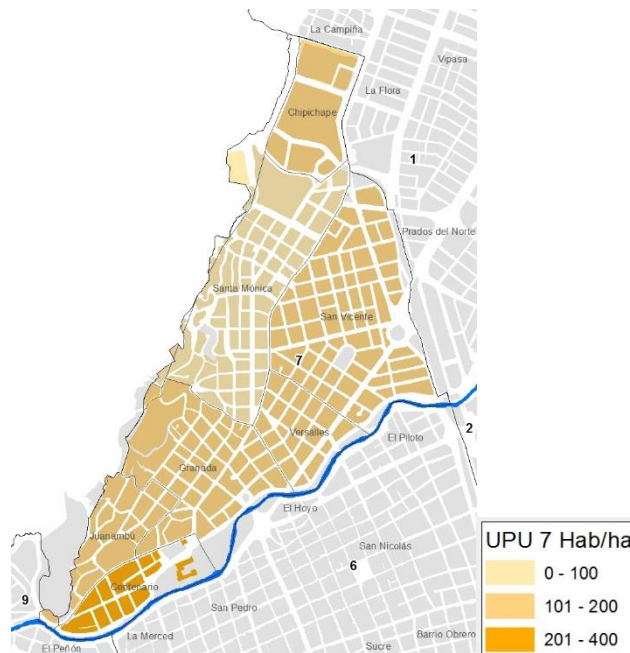 La Campiña
Vipasa
La Flora
Chipichape
1
Prados del Norte
Santa Mónica
San Vicente
7
2
Versalles
El Piloto
Granada
El Hoyo
Juanambú
San Nicolás
6
Centenario
9
San Pedro
La Merced
Barrio Obrero
El Peñón
Sucre
UPU 7 Hab/ha
0 - 100
101 - 200
201 - 400